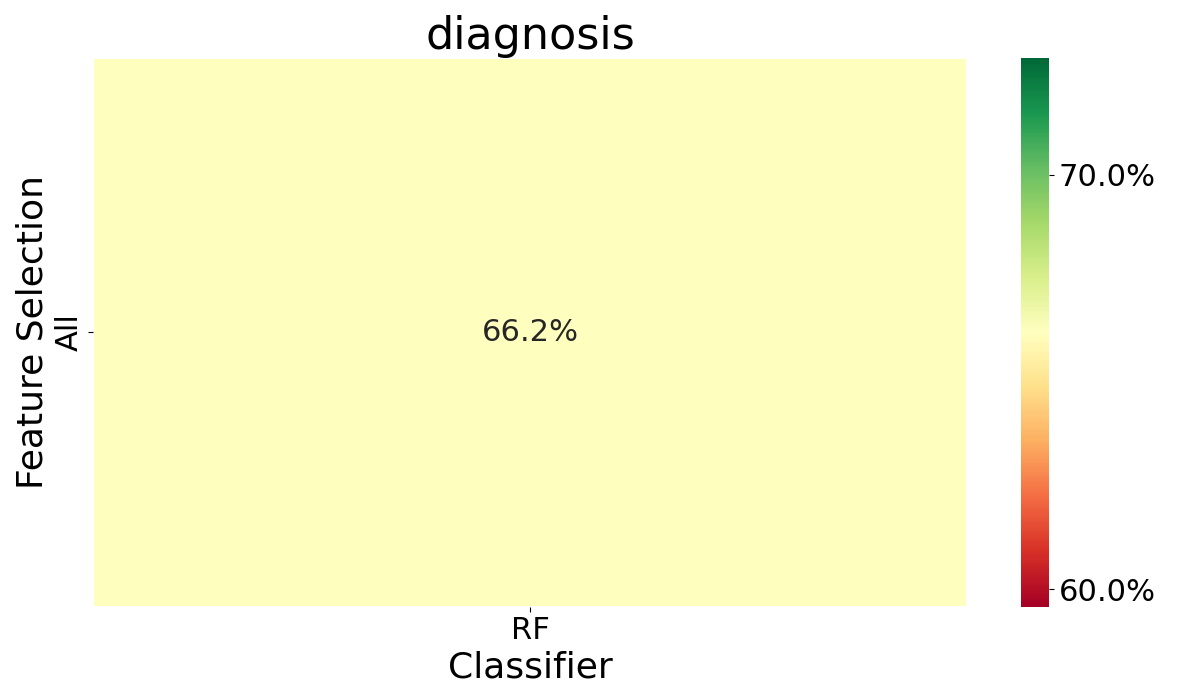 diagnosis
Feature Selection
All
66.2%
RF
Classifier
70.0%
60.0%